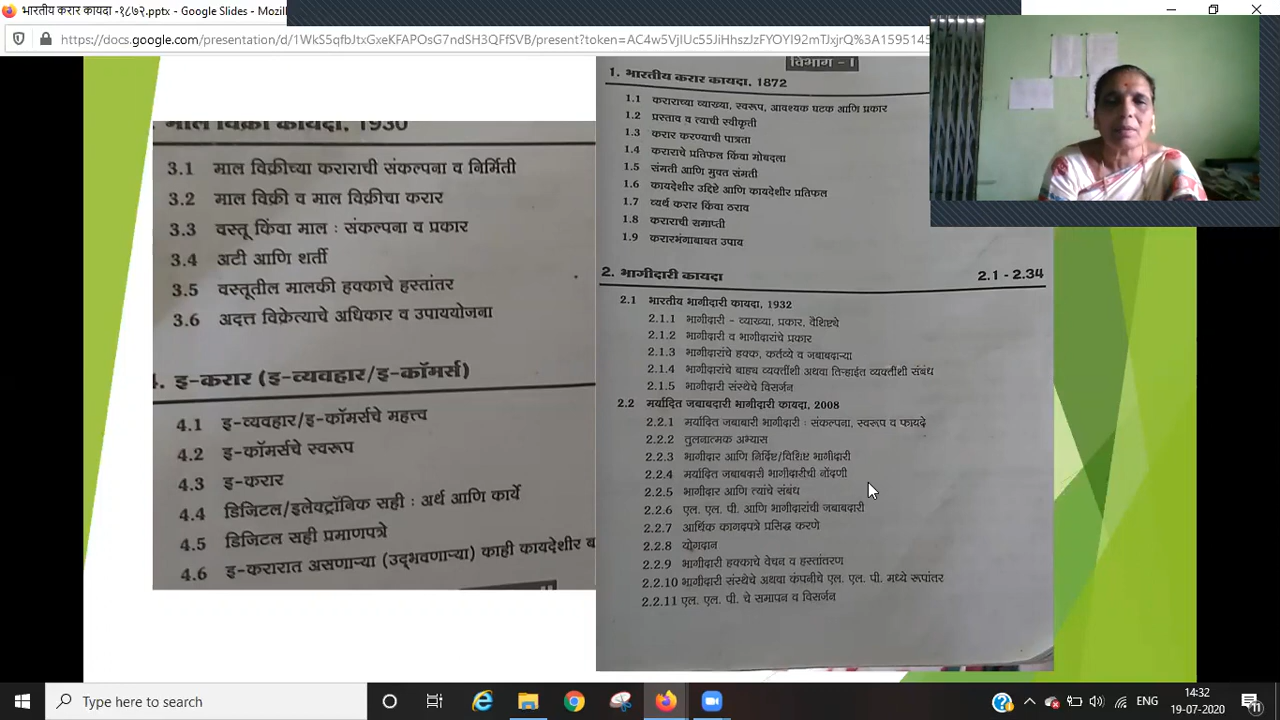 भारतीय करार कायदा -१८७२.pptx - Google Slides - Mozil
https://docs.google.com/presentation/d/1WkS5qfbJtxGxeKFAPOsG7ndSH3QFfSVB/present?token=AC4w5VjIUc55JiHhszJzFYOYI92mTJxjrQ%3A1595145
माल विक्री कायदा, 1930
3.1 माल विक्रीच्या कराराची संकल्पना व निर्मिती
3.2 माल विक्री व माल विक्रीचा करार
3.3 वस्तू किंवा माल : संकल्पना व प्रकार
3.4 अटी आणि शर्ती
3.5 वस्तूतील मालकी हक्काचे हस्तांतर
3.6 अदत्त विक्रेत्याचे अधिकार व उपाययोजना
4. इ-करार (इ-व्यवहार/इ-कॉमर्स)
4.1 इ-व्यवहार/इ-कॉमर्सचे महत्त्व
4.2 इ-कॉमर्सचे स्वरूप
4.3 इ-करार
4.4 डिजिटल/इलेक्ट्रॉनिक सही : अर्थ आणि कार्ये
4.5 डिजिटल सही प्रमाणपत्रे
4.6 इ-करारात असणाऱ्या (उद्भवणाऱ्या) काही कायदेशीर ब
विभाग - I
1. भारतीय करार कायदा, 1872
1.1 कराराच्या व्याख्या, स्वरूप, आवश्यक घटक आणि प्रकार
1.2 प्रस्ताव व त्याची स्वीकृती
1.3 करार करण्याची पात्रता
1.4 कराराचे प्रतिफल किंवा मोबदला
1.5 संमती आणि मुक्त संमती
1.6 कायदेशीर उद्दिष्टे आणि कायदेशीर प्रतिफल
1.7 व्यर्थ करार किंवा ठराव
1.8 कराराची समाप्ती
1.9 करारभंगाबाबत उपाय
2. भागीदारी कायदा 2.1 - 2.34
2.1 भारतीय भागीदारी कायदा, 1932
2.1.1 भागीदारी - व्याख्या, प्रकार, वैशिष्ट्ये
2.1.2 भागीदारी व भागीदारांचे प्रकार
2.1.3 भागीदारांचे हक्क, कर्तव्ये व जबाबदाऱ्या
2.1.4 भागीदारांचे बाह्य व्यक्तींशी अथवा तिऱ्हाईत व्यक्तींशी संबंध
2.1.5 भागीदारी संस्थेचे विसर्जन
2.2 मर्यादित जबाबदारी भागीदारी कायदा, 2008
2.2.1 मर्यादित जबाबारी भागीदारी : संकल्पना, स्वरूप व फायदे
2.2.2 तुलनात्मक अभ्यास
2.2.3 भागीदार आणि निर्दिष्ट/विशिष्ट भागीदारी
2.2.4 मर्यादित जबाबदारी भागीदारीची नोंदणी
2.2.5 भागीदार आणि त्यांचे संबंध
2.2.6 एल. एल. पी. आणि भागीदारांची जबाबदारी
2.2.7 आर्थिक कागदपत्रे प्रसिद्ध करणे
2.2.8 योगदान
2.2.9 भागीदारी हक्काचे वेचन व हस्तांतरण
2.2.10 भागीदारी संस्थेचे अथवा कंपनीचे एल. एल. पी. मध्ये रूपांतर
2.2.11 एल. एल. पी. चे समापन व विसर्जन
Type here to search
ENG
14:32
19-07-2020
11